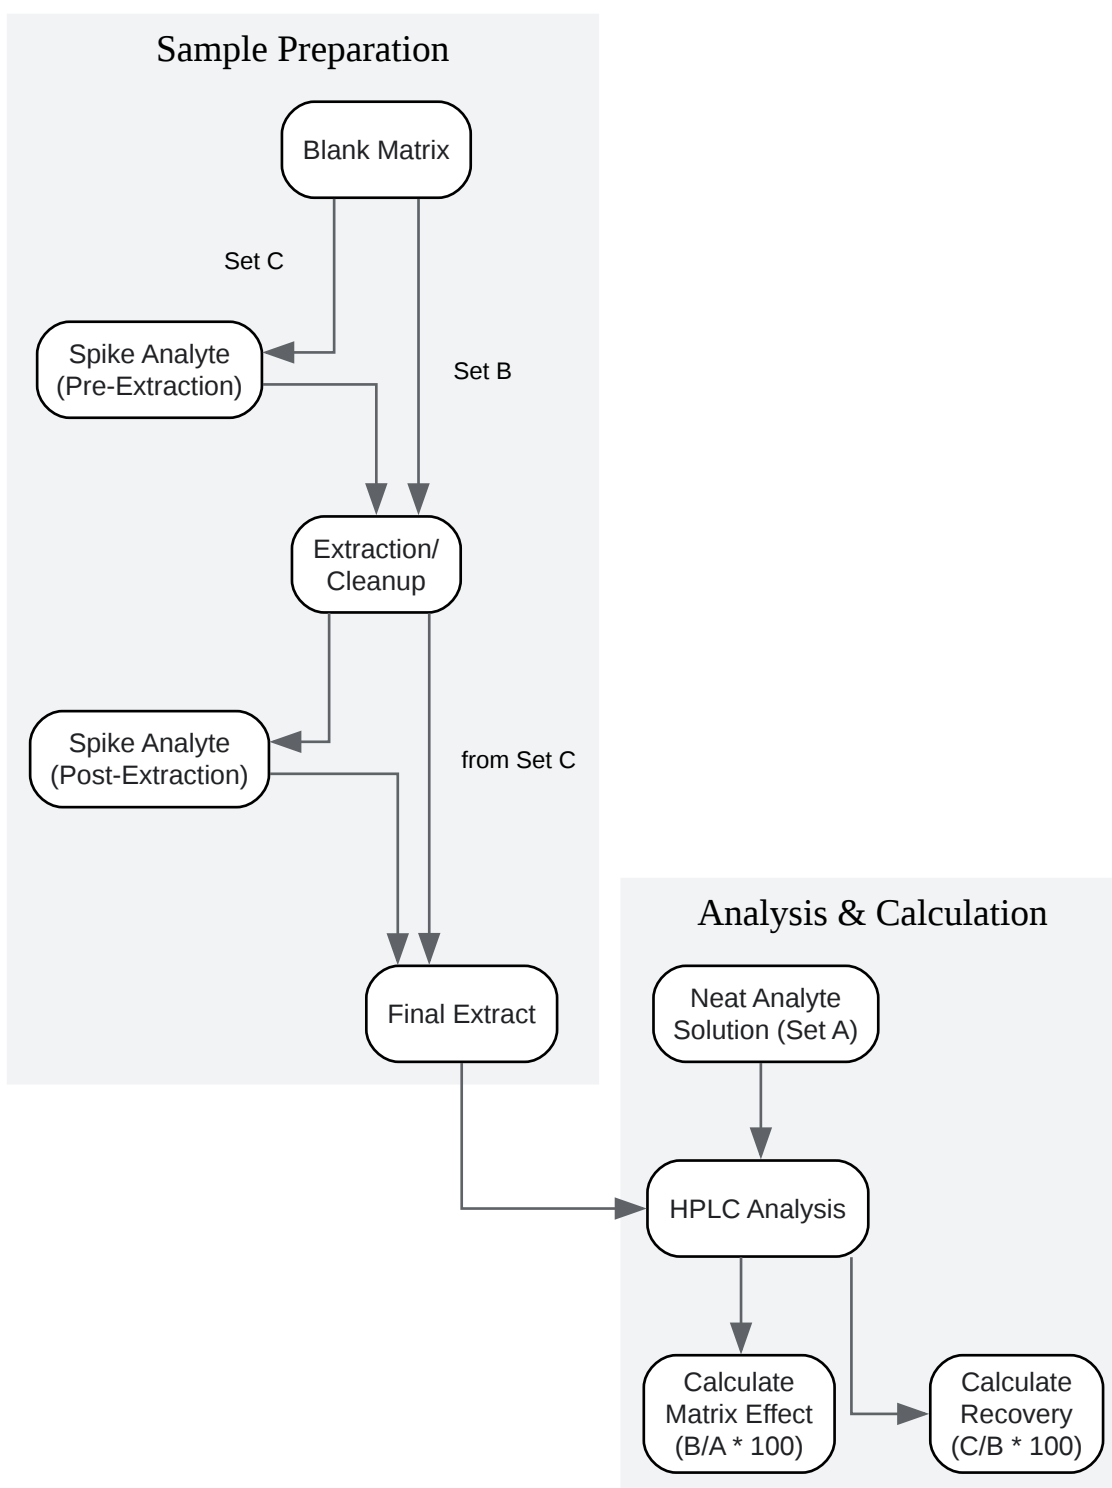 Sample Preparation
Blank Matrix
Set C
Spike Analyte
(Pre-Extraction)
Set B
Extraction/
Cleanup
Spike Analyte
(Post-Extraction)
from Set C
Final Extract
Analysis & Calculation
Neat Analyte
Solution (Set A)
HPLC Analysis
Calculate
Matrix Effect
(B/A * 100)
Calculate
Recovery
(C/B * 100)